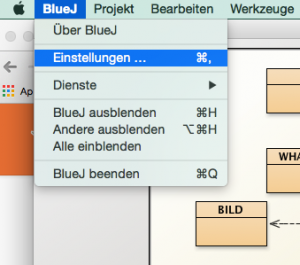 BlueJ Projekt Bearbeiten Werkzeuge
Über BlueJ
Einstellungen ... ⌘,
Dienste ▶
BlueJ ausblenden ⌘H
Andere ausblenden ⌥⌘H
Alle einblenden
BlueJ beenden ⌘Q
Ap
WHA
BILD